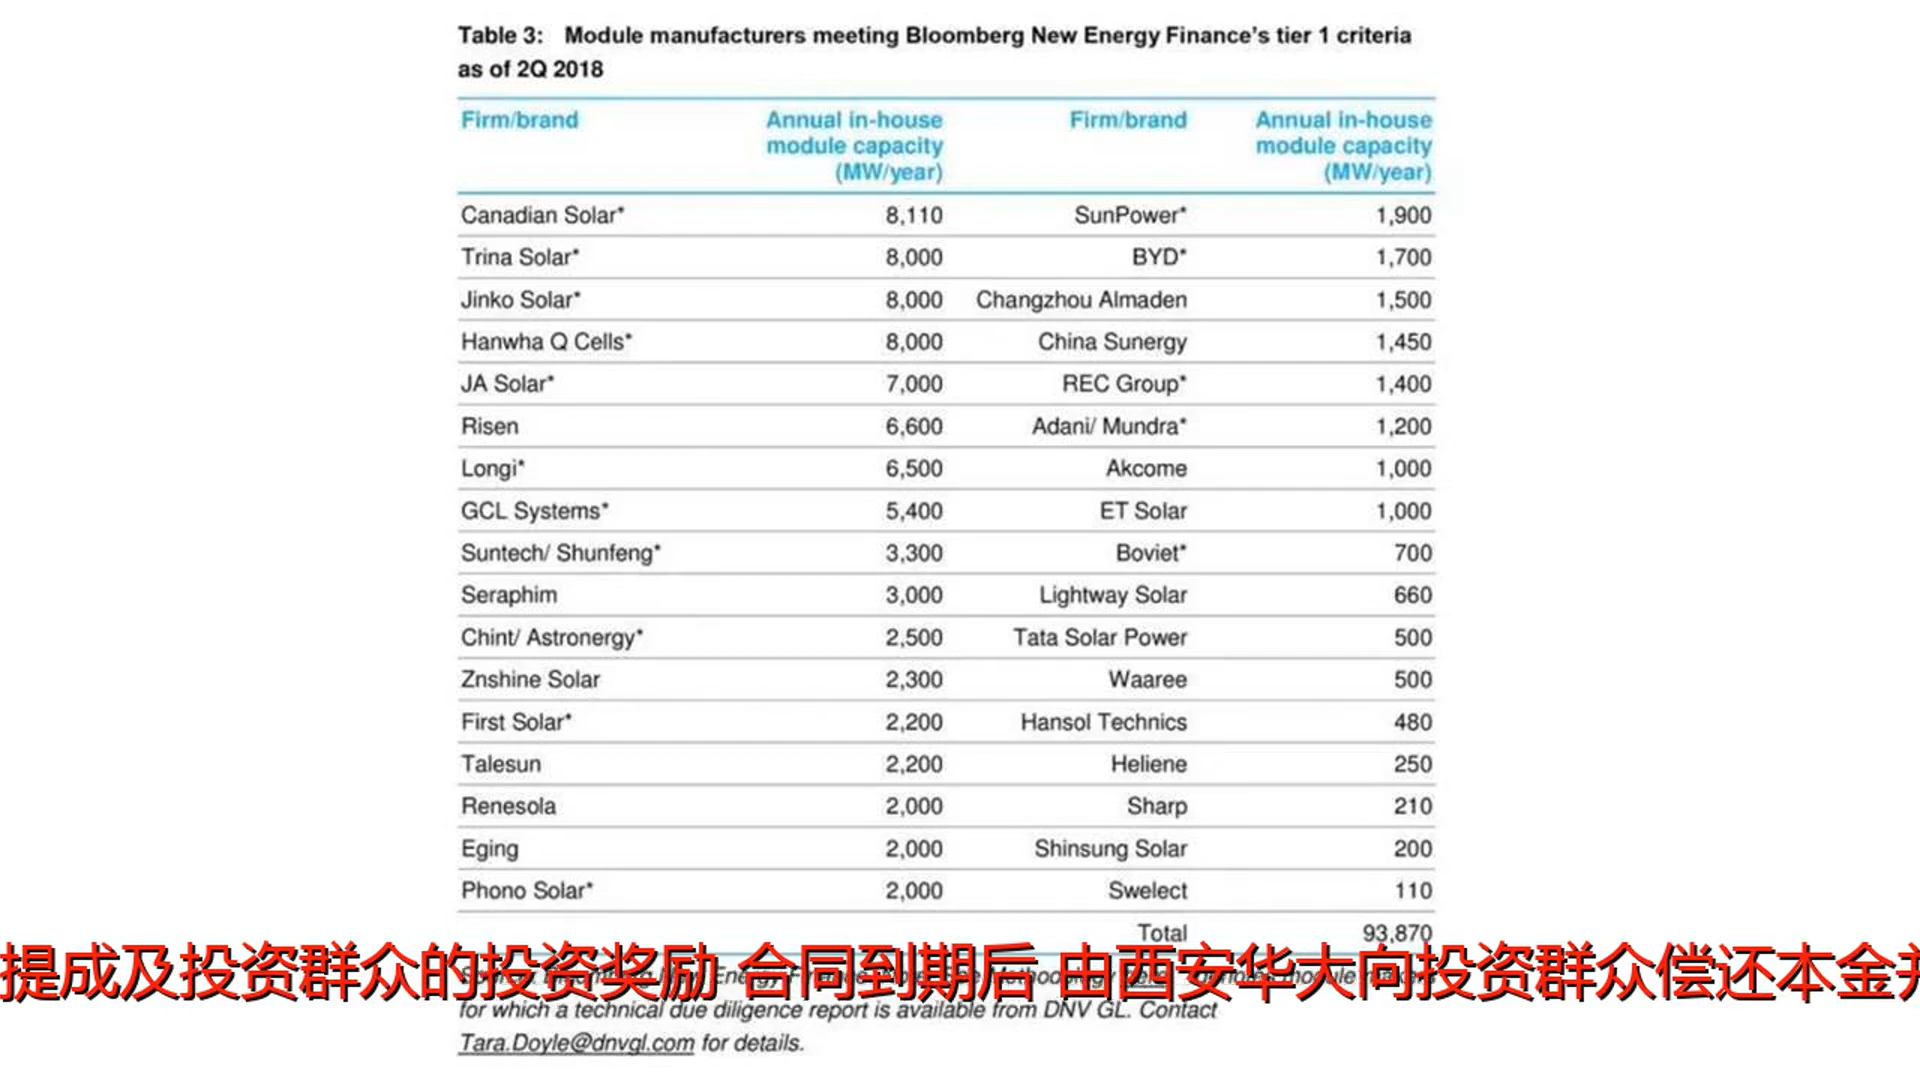 Table 3: Module manufacturers meeting Bloomberg New Energy Finance's tier 1 criteria
as of 2Q 2018
Firm/brand Annual in-house module capacity (MW/year) Firm/brand Annual in-house module capacity (MW/year)
Canadian Solar* 8,110 SunPower* 1,900
Trina Solar* 8,000 BYD* 1,700
Jinko Solar* 8,000 Changzhou Almaden 1,500
Hanwha Q Cells* 8,000 China Sunergy 1,450
JA Solar* 7,000 REC Group* 1,400
Risen 6,600 Adani/ Mundra* 1,200
Longi* 6,500 Akcome 1,000
GCL Systems* 5,400 ET Solar 1,000
Suntech/ Shunfeng* 3,300 Boviet* 700
Seraphim 3,000 Lightway Solar 660
Chint/ Astronergy* 2,500 Tata Solar Power 500
Znshine Solar 2,300 Waaree 500
First Solar* 2,200 Hansol Technics 480
Talesun 2,200 Heliene 250
Renesola 2,000 Sharp 210
Eging 2,000 Shinsung Solar 200
Phono Solar* 2,000 Swelect 110
Total 93,870
提成及投资群众的投资奖励 合同到期后 由西安华大向投资群众偿还本金
for which a technical due diligence report is available from DNV GL. Contact
Tara.Doyle@dnvgl.com for details.